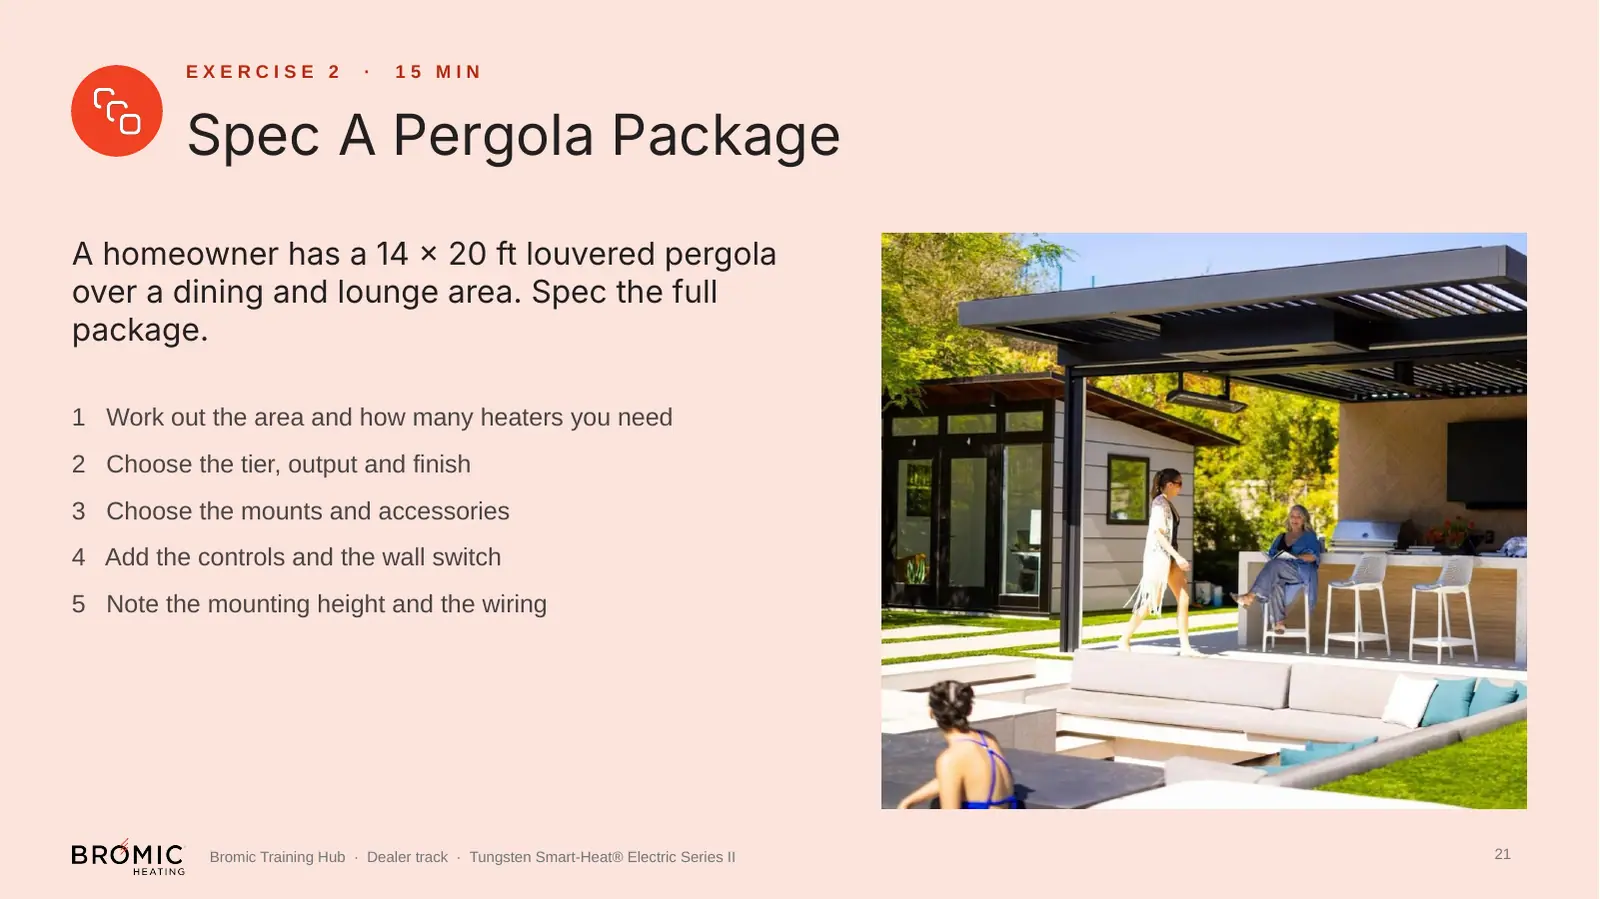 EXERCISE 2 · 15 MIN
Spec A Pergola Package
A homeowner has a 14 × 20 ft louvered pergola
over a dining and lounge area. Spec the full
package.
1 Work out the area and how many heaters you need
2 Choose the tier, output and finish
3 Choose the mounts and accessories
4 Add the controls and the wall switch
5 Note the mounting height and the wiring
BROMIC
HEATING
Bromic Training Hub · Dealer track · Tungsten Smart-Heat® Electric Series II
21